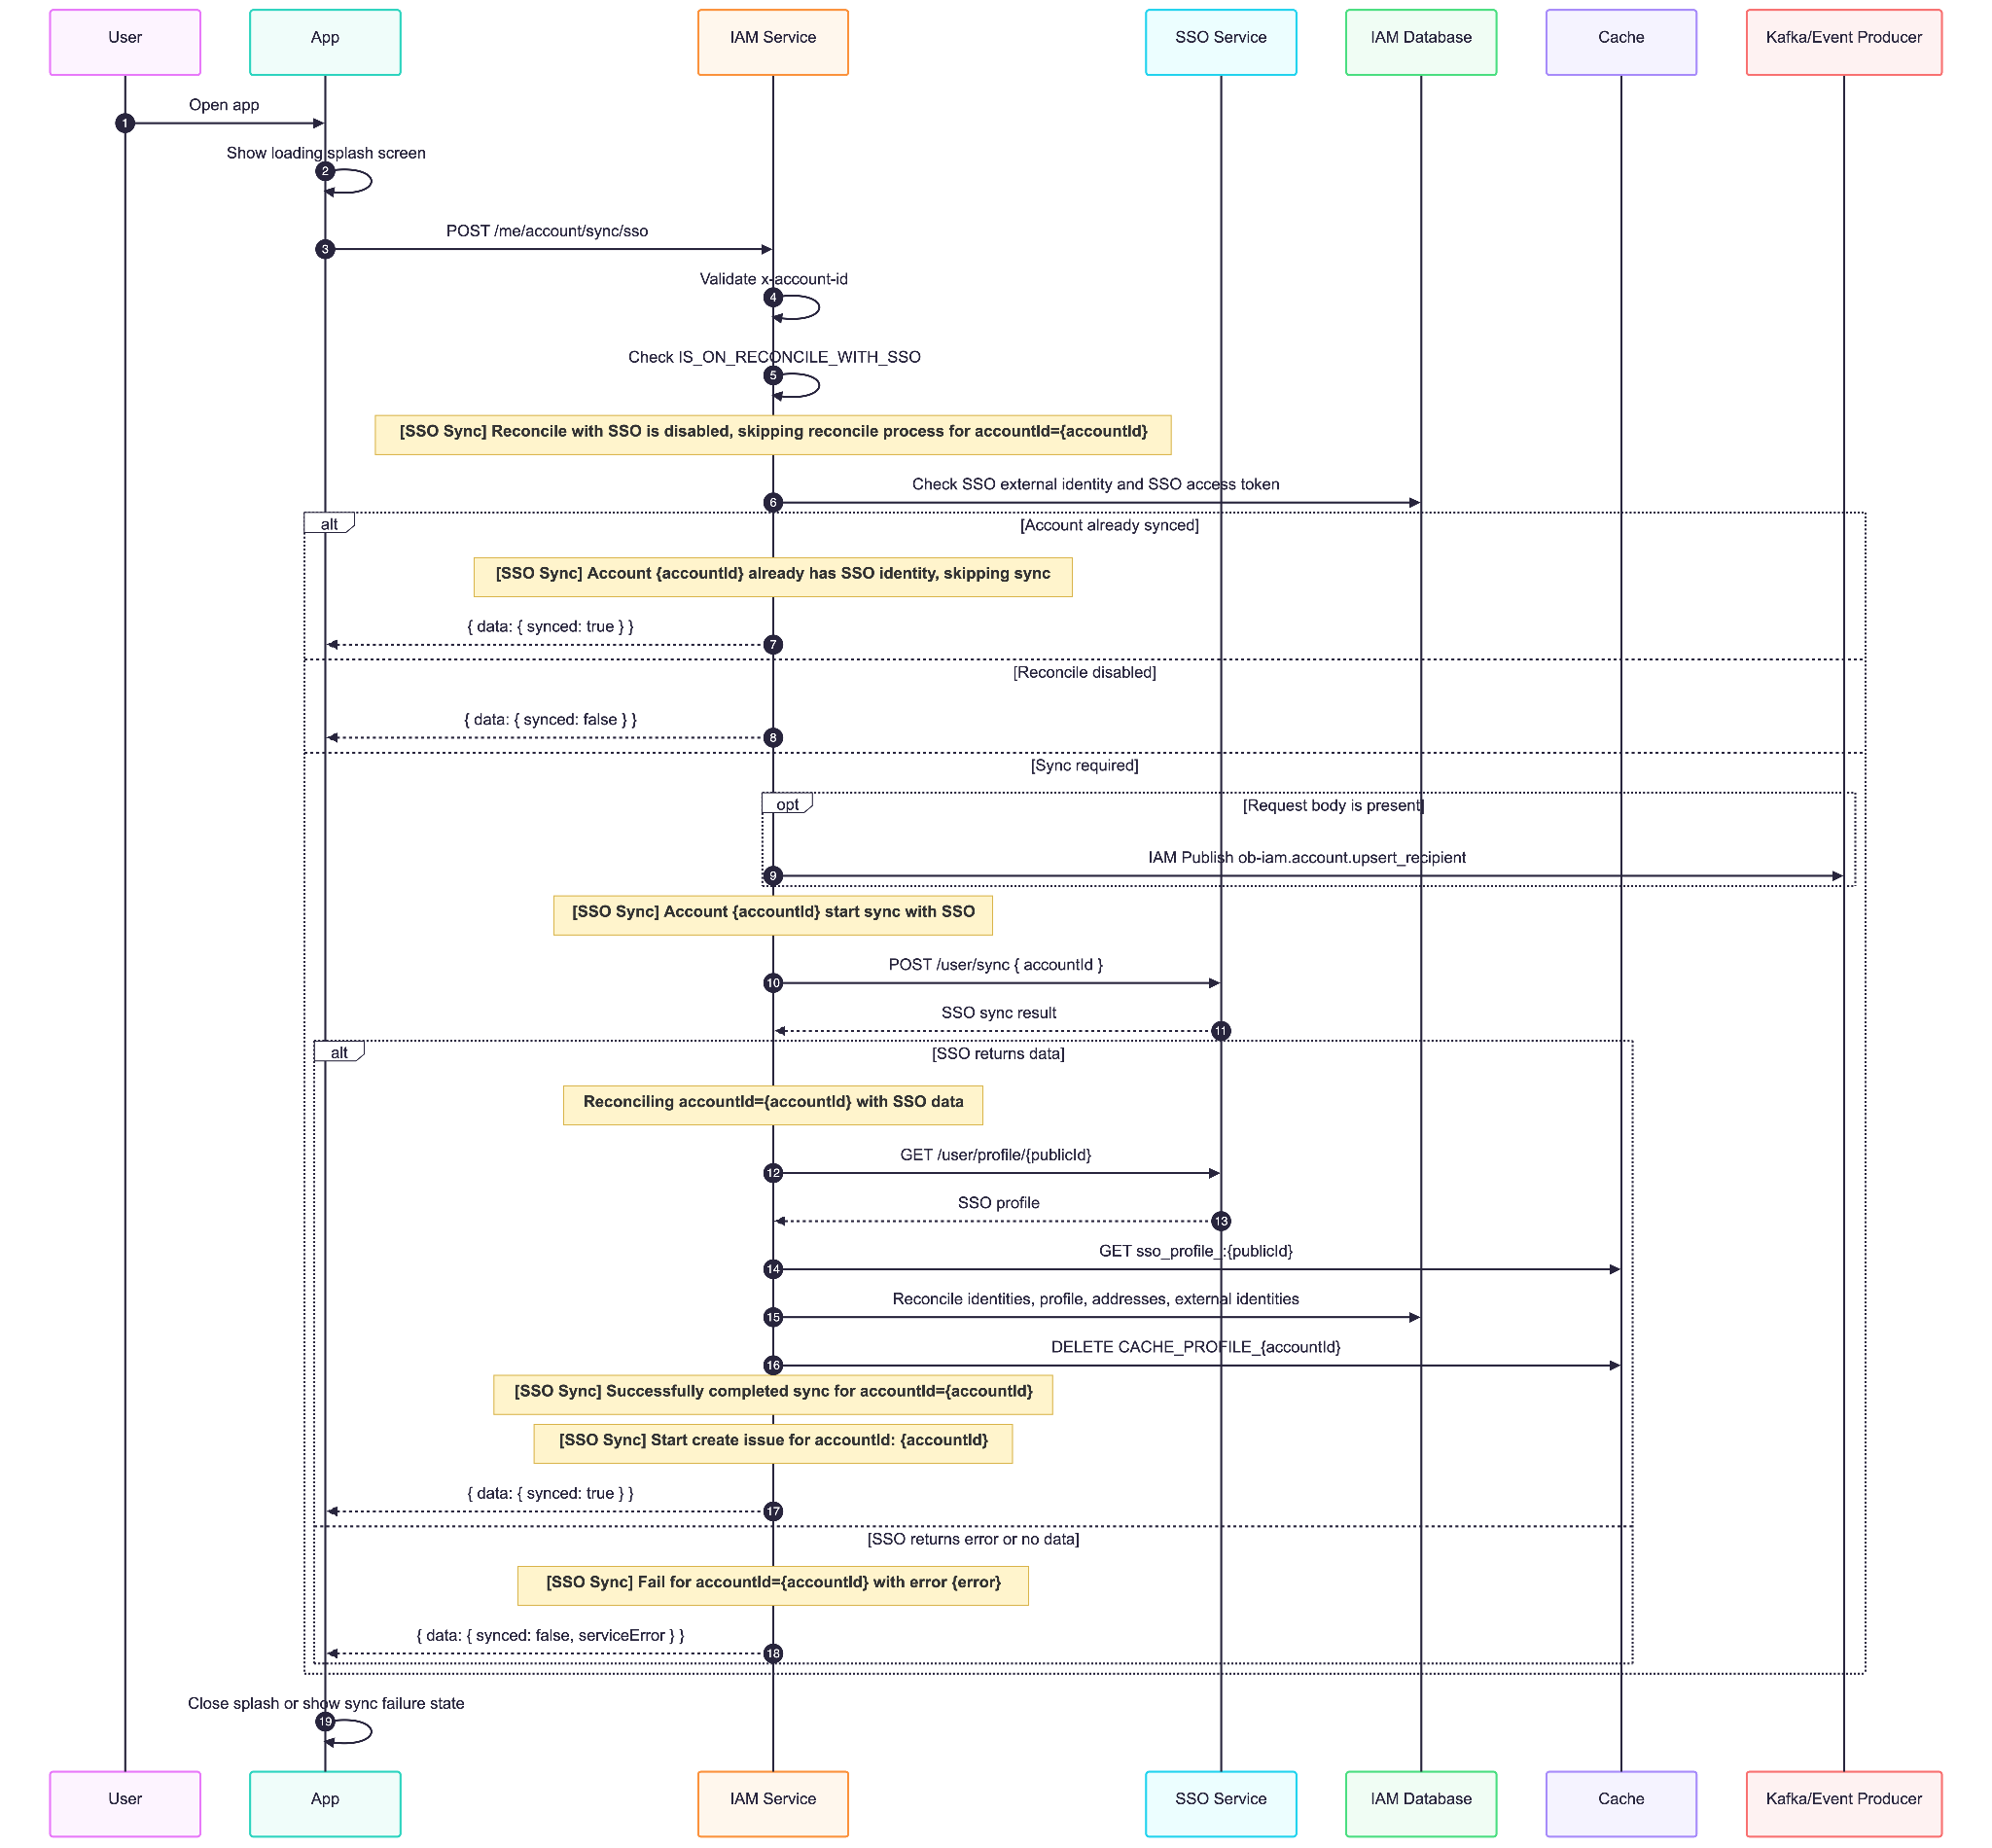 User
App
IAM Service
SSO Service
IAM Database
Cache
Kafka/Event Producer
Open app
1
Show loading splash screen
2
POST /me/account/sync/sso
3
Validate x-account-id
4
Check IS_ON_RECONCILE_WITH_SSO
5
[SSO Sync] Reconcile with SSO is disabled, skipping reconcile process for accountId={accountId}
Check SSO external identity and SSO access token
6
alt
[Account already synced]
[SSO Sync] Account {accountId} already has SSO identity, skipping sync
{ data: { synced: true } }
7
[Reconcile disabled]
{ data: { synced: false } }
8
[Sync required]
opt
[Request body is present]
IAM Publish ob-iam.account.upsert_recipient
9
[SSO Sync] Account {accountId} start sync with SSO
POST /user/sync { accountId }
10
SSO sync result
11
alt
[SSO returns data]
Reconciling accountId={accountId} with SSO data
GET /user/profile/{publicId}
12
SSO profile
13
GET sso_profile_:{publicId}
14
Reconcile identities, profile, addresses, external identities
15
DELETE CACHE_PROFILE_{accountId}
16
[SSO Sync] Successfully completed sync for accountId={accountId}
[SSO Sync] Start create issue for accountId: {accountId}
{ data: { synced: true } }
17
[SSO returns error or no data]
[SSO Sync] Fail for accountId={accountId} with error {error}
{ data: { synced: false, serviceError } }
18
Close splash or show sync failure state
19
User
App
IAM Service
SSO Service
IAM Database
Cache
Kafka/Event Producer